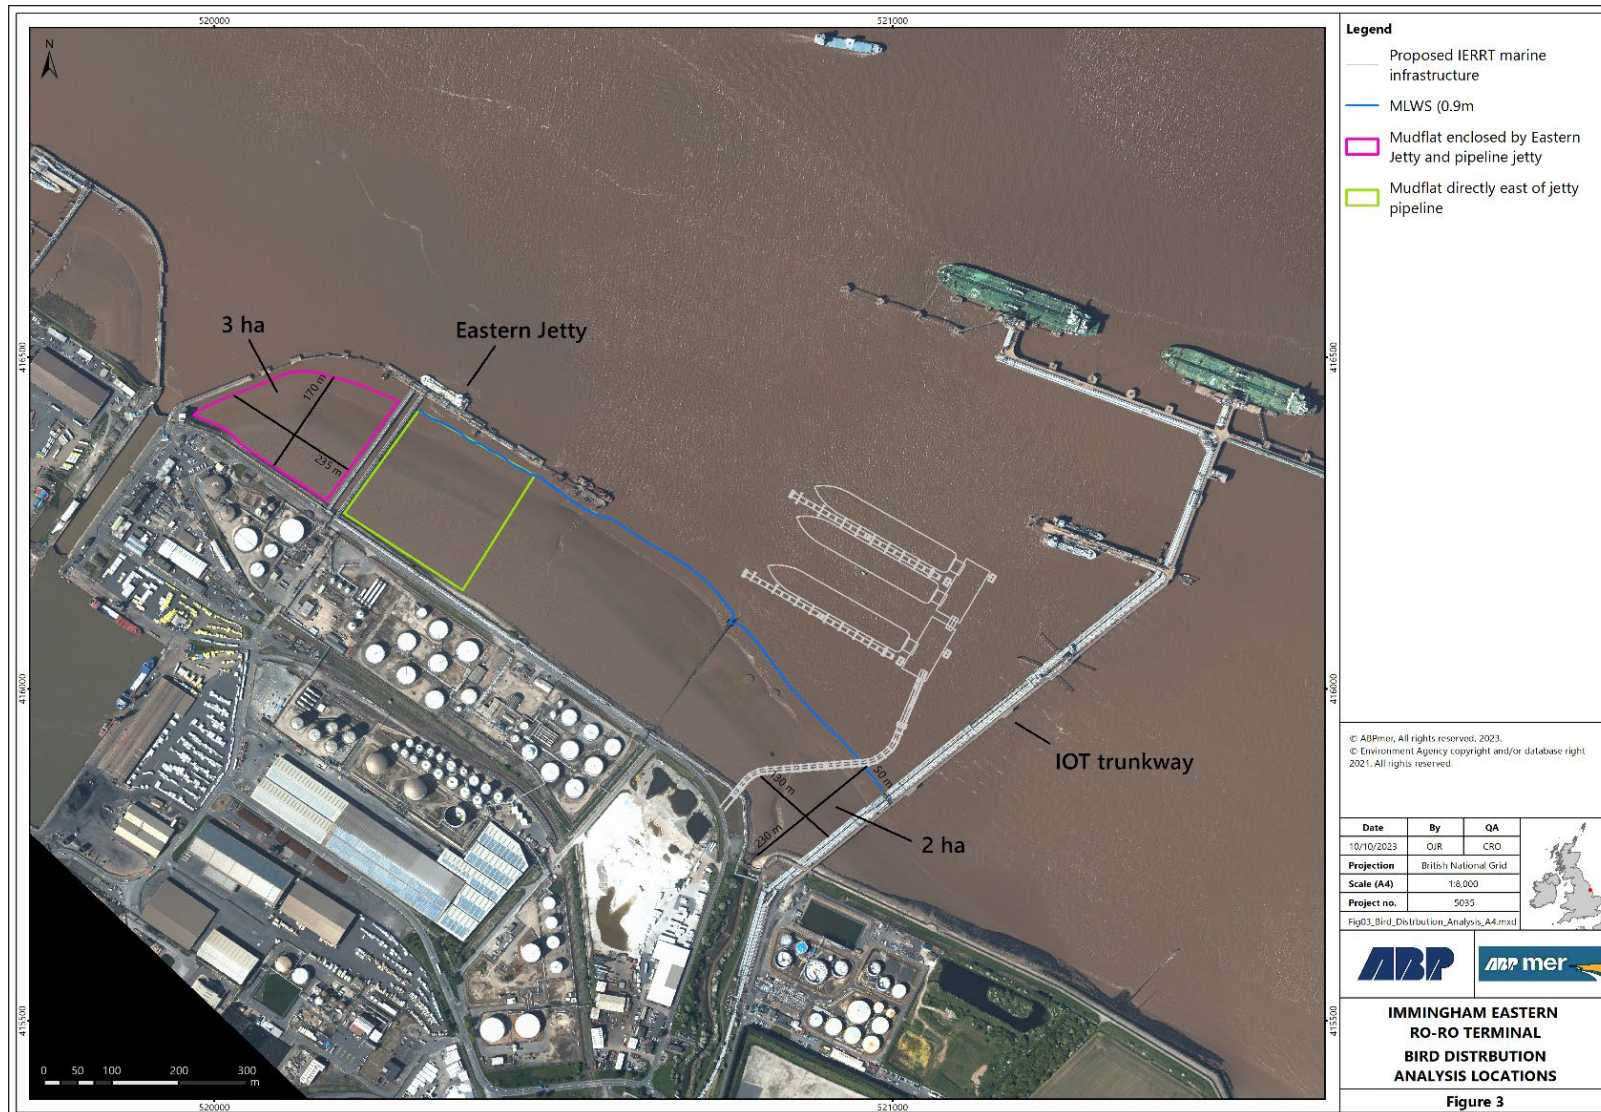 520000
521000
N
416500
416500
416000
416000
415500
415500
3 ha
Eastern Jetty
170 m
235 m
130 m
50 m
230 m
2 ha
IOT trunkway
0 50 100 200 300
m
520000
521000
Legend
Proposed IERRT marine
infrastructure
MLWS (0.9m
Mudflat enclosed by Eastern
Jetty and pipeline jetty
Mudflat directly east of jetty
pipeline
© ABPmer, All rights reserved, 2023.
© Environment Agency copyright and/or database right
2021. All rights reserved.
Date By QA
10/10/2023 OJR CRO
Projection British National Grid
Scale (A4) 1:8,000
Project no. 5035
Fig03_Bird_Distrbution_Analysis_A4.mxd
ABP
ABP mer
IMMINGHAM EASTERN
RO-RO TERMINAL
BIRD DISTRBUTION
ANALYSIS LOCATIONS
Figure 3